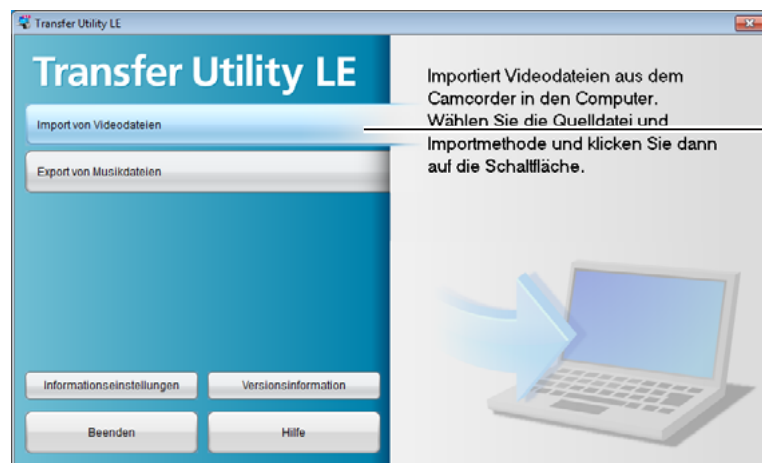 Transfer Utility LE
Transfer Utility LE
Import von Videodateien
Export von Musikdateien
Informationseinstellungen
Versionsinformation
Beenden
Hilfe
Importiert Videodateien aus dem
Camcorder in den Computer.
Wählen Sie die Quelldatei und
Importmethode und klicken Sie dann
auf die Schaltfläche.